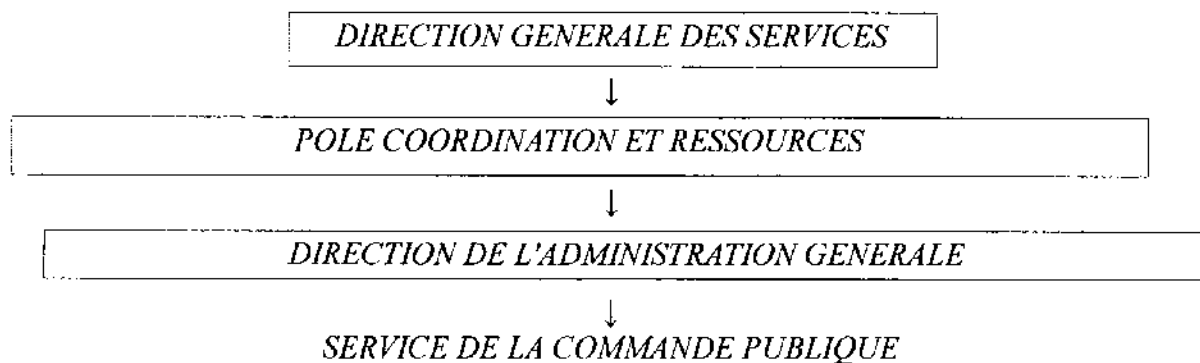 DIRECTION GENERALE DES SERVICES
↓
POLE COORDINATION ET RESSOURCES
↓
DIRECTION DE L'ADMINISTRATION GENERALE
↓
SERVICE DE LA COMMANDE PUBLIQUE